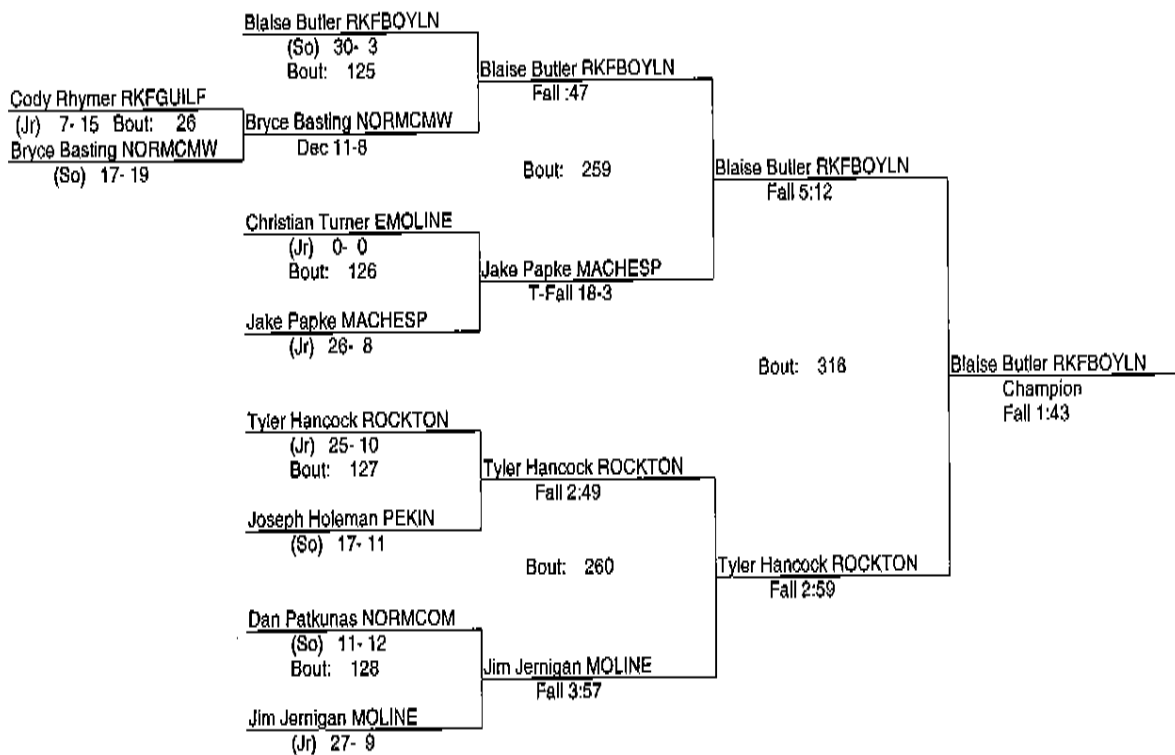 Blaise Butler RKFBOYLN
(So) 30- 3
Bout: 125
Blaise Butler RKFBOYLN
Fall :47
Cody Rhymer RKFGUILF
(Jr) 7- 15 Bout: 26
Bryce Basting NORMCMW
Dec 11-8
Bryce Basting NORMCMW
(So) 17- 19
Bout: 259
Blaise Butler RKFBOYLN
Fall 5:12
Christian Turner EMOLINE
(Jr) 0- 0
Bout: 126
Jake Papke MACHESP
T-Fall 18-3
Jake Papke MACHESP
(Jr) 26- 8
Bout: 316
Blaise Butler RKFBOYLN
Champion
Fall 1:43
Tyler Hancock ROCKTON
(Jr) 25- 10
Bout: 127
Tyler Hancock ROCKTON
Fall 2:49
Joseph Holeman PEKIN
(So) 17- 11
Bout: 260
Tyler Hancock ROCKTON
Fall 2:59
Dan Patkunas NORMCOM
(So) 11- 12
Bout: 128
Jim Jernigan MOLINE
Fall 3:57
Jim Jernigan MOLINE
(Jr) 27- 9